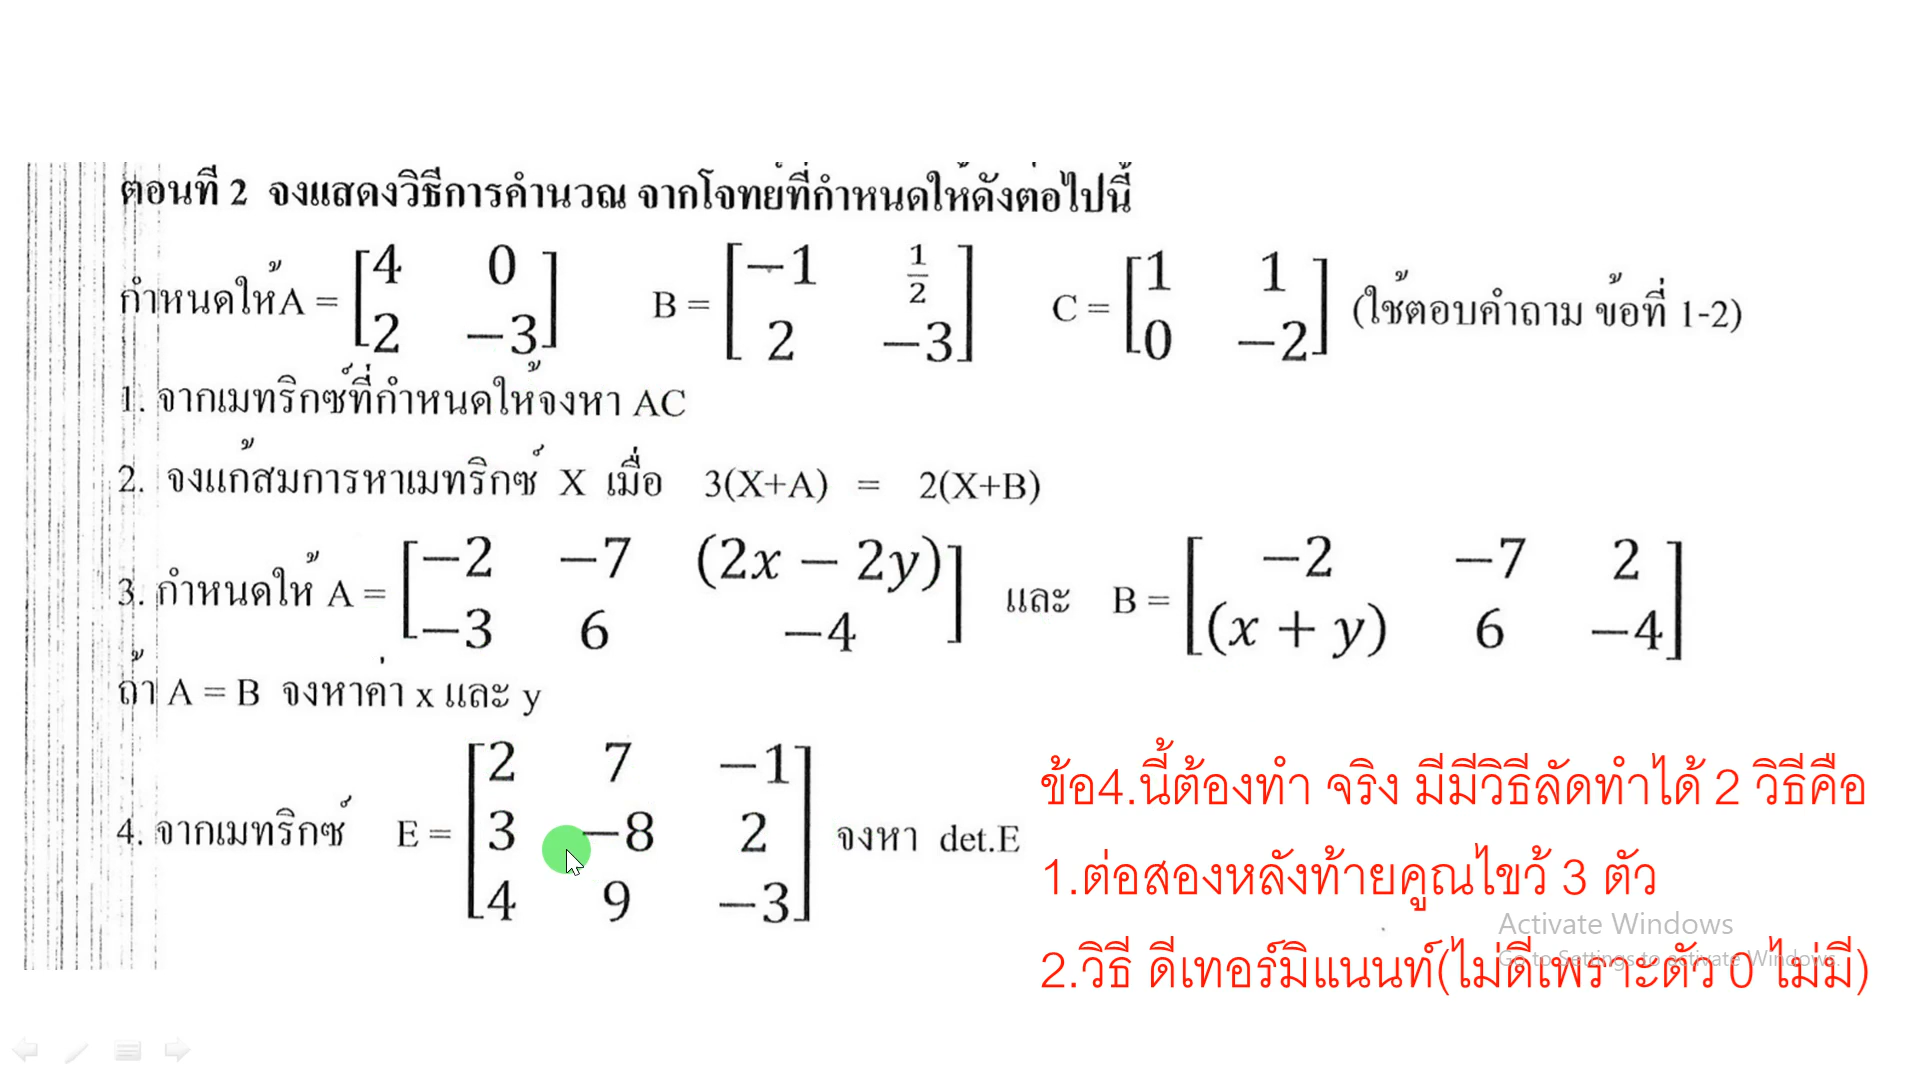 ตอนที่ 2 จงแสดงวิธีการคำนวณ จากโจทย์ที่กำหนดให้ดังต่อไปนี้
กำหนดให้A = [4 0 2 −3] B = [−1 1/2 2 −3] C = [1 1 0 −2] (ใช้ตอบคำถาม ข้อที่ 1-2)
1. จากเมทริกซ์ที่กำหนดให้จงหา AC
2. จงแก้สมการหาเมทริกซ์ X เมื่อ 3(X+A) = 2(X+B)
3. กำหนดให้ A = [−2 −7 (2x − 2y) −3 6 −4] และ B = [−2 −7 2 (x + y) 6 −4]
ถ้า A = B จงหาค่า x และ y
4. จากเมทริกซ์ E = [2 7 −1 3 −8 2 4 9 −3] จงหา det.E
ข้อ4.นี้ต้องทำ จริง มีมีวิธีลัดทำได้ 2 วิธีคือ
1.ต่อสองหลังท้ายคูณไขว้ 3 ตัว
Activate Windows
Go to Settings to activate Windows.
2.วิธี ดีเทอร์มิแนนท์(ไม่ดีเพราะตัว 0 ไม่มี)